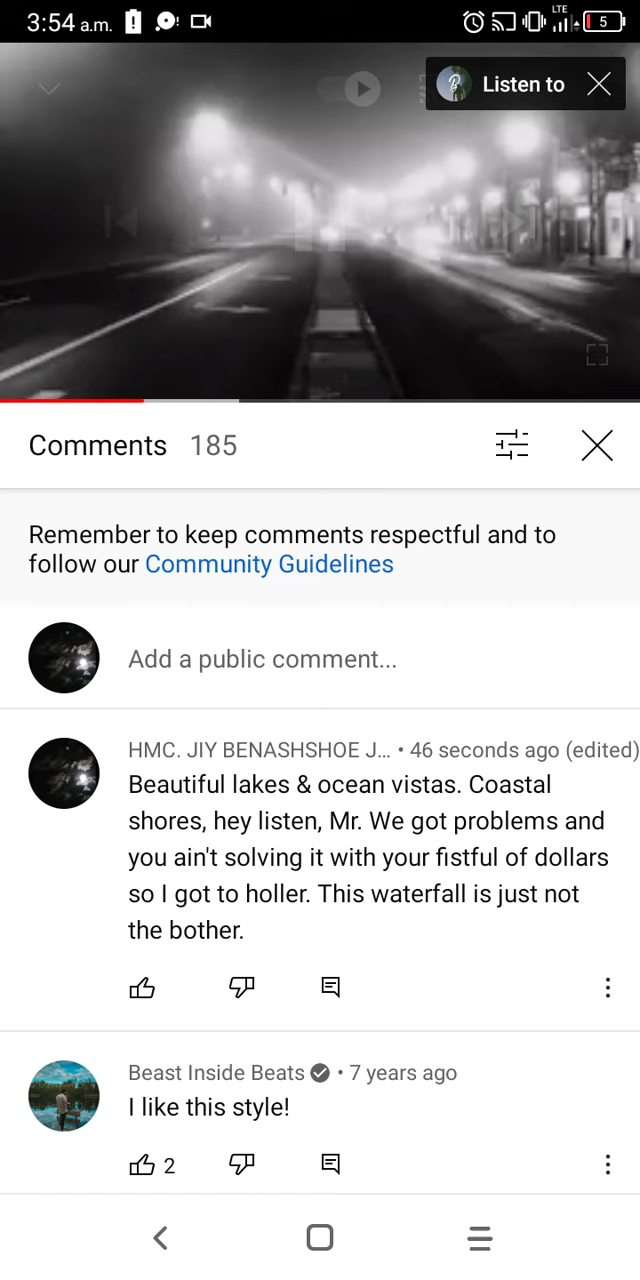 3:54 a.m.
LTE
5
Listen to
Comments 185
Remember to keep comments respectful and to
follow our Community Guidelines
Add a public comment...
HMC. JIY BENASHSHOE J... • 46 seconds ago (edited)
Beautiful lakes & ocean vistas. Coastal
shores, hey listen, Mr. We got problems and
you ain't solving it with your fistful of dollars
so I got to holler. This waterfall is just not
the bother.
Beast Inside Beats • 7 years ago
I like this style!
2